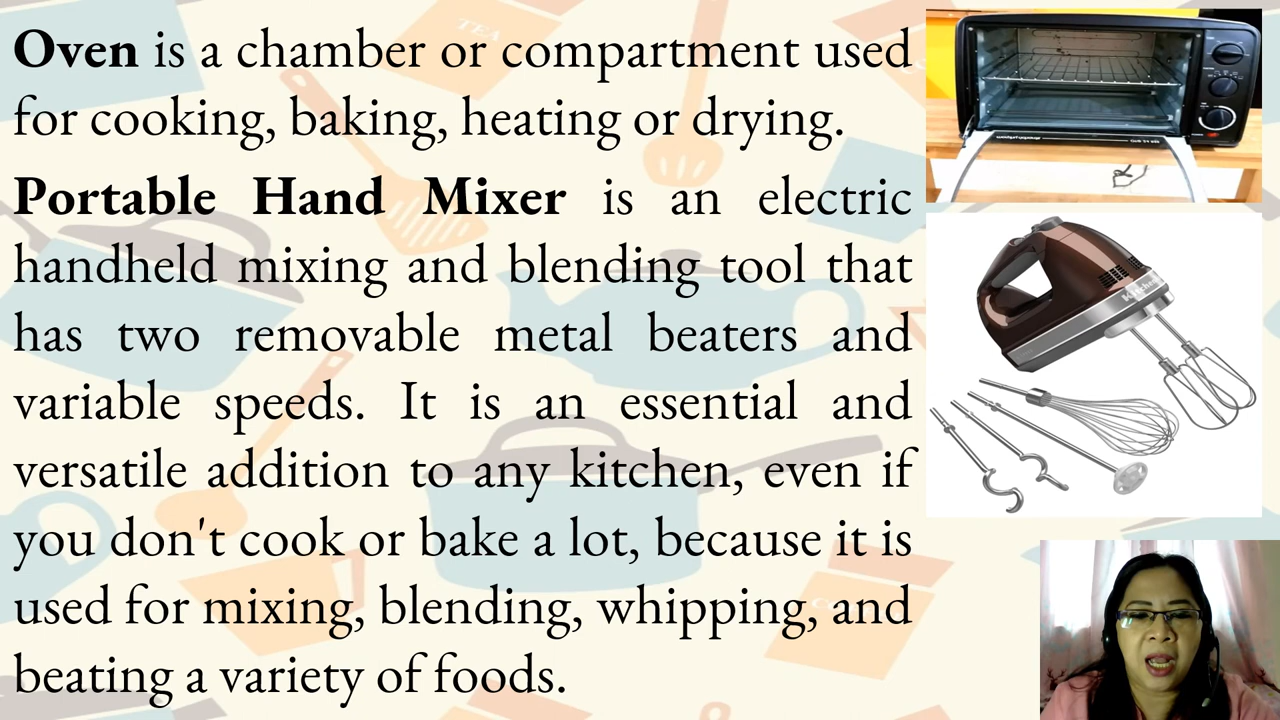 Oven is a chamber or compartment used
for cooking, baking, heating or drying.
Portable Hand Mixer is an electric
handheld mixing and blending tool that
has two removable metal beaters and
variable speeds. It is an essential and
versatile addition to any kitchen, even if
you don't cook or bake a lot, because it is
used for mixing, blending, whipping, and
beating a variety of foods.
TEA